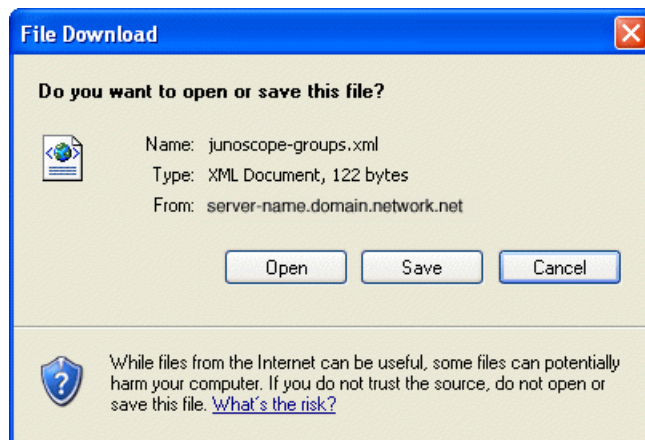 File Download
Do you want to open or save this file?
Name: junoscope-groups.xml
Type: XML Document, 122 bytes
From: server-name.domain.network.net
Open Save Cancel
While files from the Internet can be useful, some files can potentially
harm your computer. If you do not trust the source, do not open or
save this file. What's the risk?